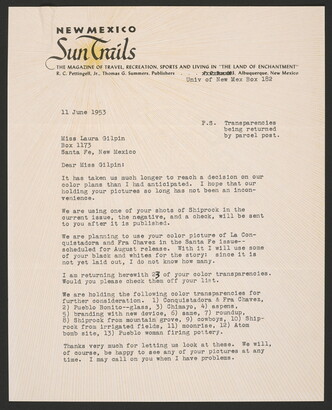 NEW MEXICO
Sun Trails
THE MAGAZINE OF TRAVEL, RECREATION, SPORTS AND LIVING IN "THE LAND OF ENCHANTMENT"
R. C. Pettingell, Jr., Thomas G. Summers, Publishers Albuquerque, New Mexico
Univ of New Mex Box 182
11 June 1953
P.S. Transparencies
being returned
by parcel post.
Miss Laura Gilpin
Box 1173
Santa Fe, New Mexico
Dear Miss Gilpin:
It has taken us much longer to reach a decision on our
color plans than I had anticipated. I hope that our
holding your pictures so long has not been an incon-
venience.
We are using one of your shots of Shiprock in the
current issue, the negative, and a check, will be sent
to you after it is published.
We are planning to use your color picture of La Con-
quistadora and Fra Chavez in the Santa Fe issue--
scheduled for August release. With it I will use some
of your black and whites for the story: since it is
not yet laid out, I do not know how many.
I am returning herewith 23 of your color transparencies.
Would you please check them off your list.
We are holding the following color transparencies for
further consideration. 1) Conquistadora & Fra Chavez,
2) Pueblo Bonito--glass, 3) Chimayo, 4) aspens,
5) branding with new device, 6) same, 7) roundup,
8) Shiprock from mountain grove, 9) cowboys, 10) Ship-
rock from irrigated fields, 11) moonrise, 12) Atom
bomb site, 13) Pueblo woman firing pottery.
Thanks very much for letting us look at these. We will,
of course, be happy to see any of your pictures at any
time. I may call on you when I have problems.